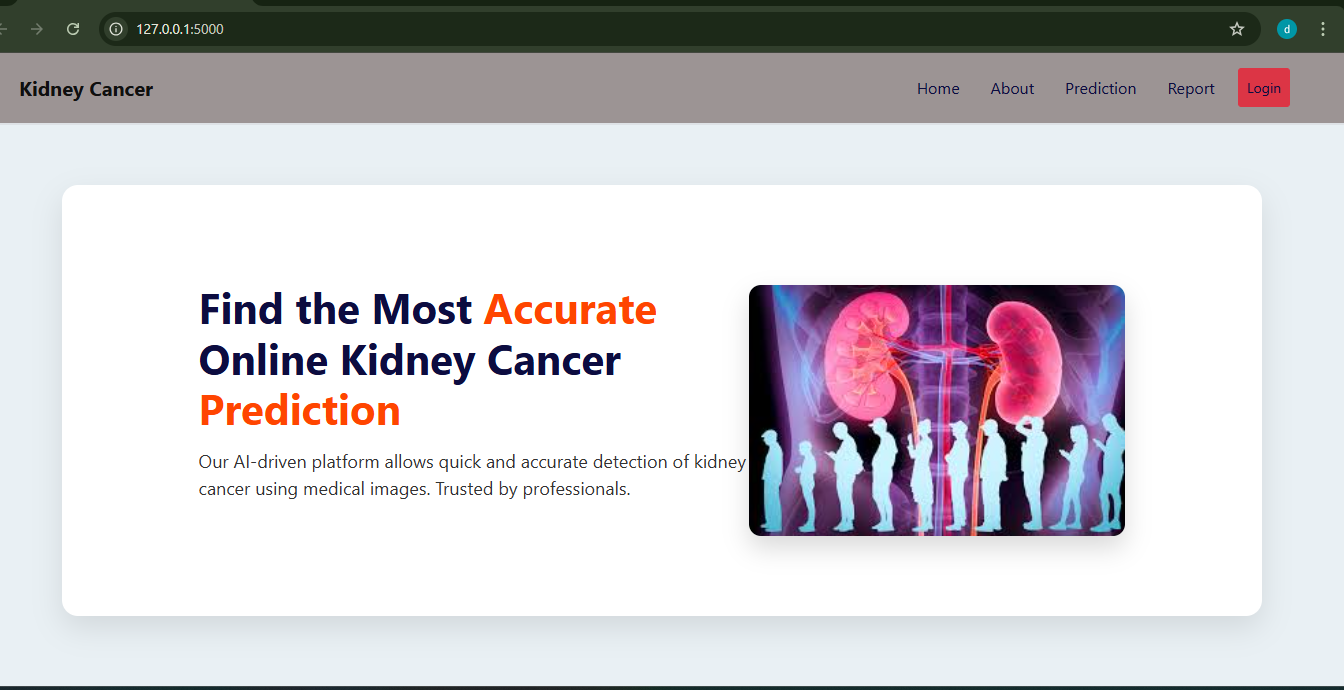 127.0.0.1:5000
d
Kidney Cancer
Home About Prediction Report Login
Find the Most Accurate
Online Kidney Cancer
Prediction
Our AI-driven platform allows quick and accurate detection of kidney
cancer using medical images. Trusted by professionals.